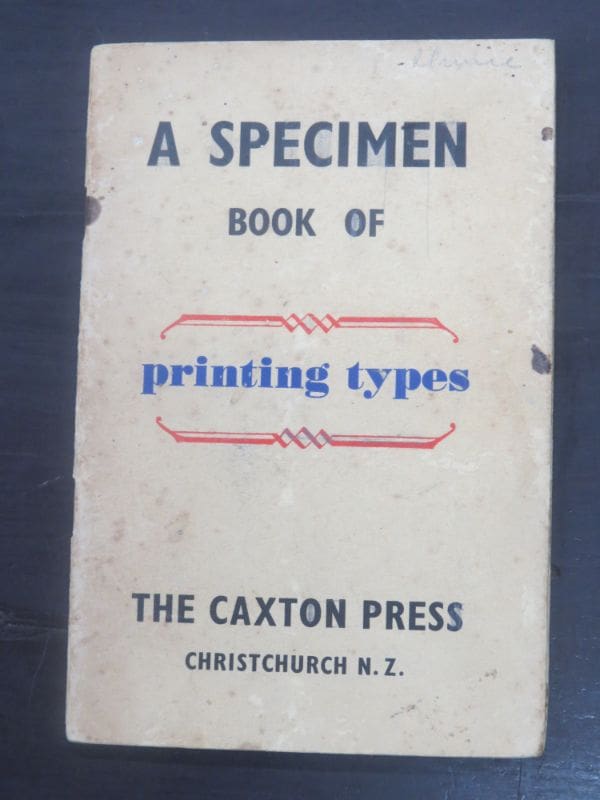 A SPECIMEN
BOOK OF
printing types
THE CAXTON PRESS
CHRISTCHURCH N. Z.